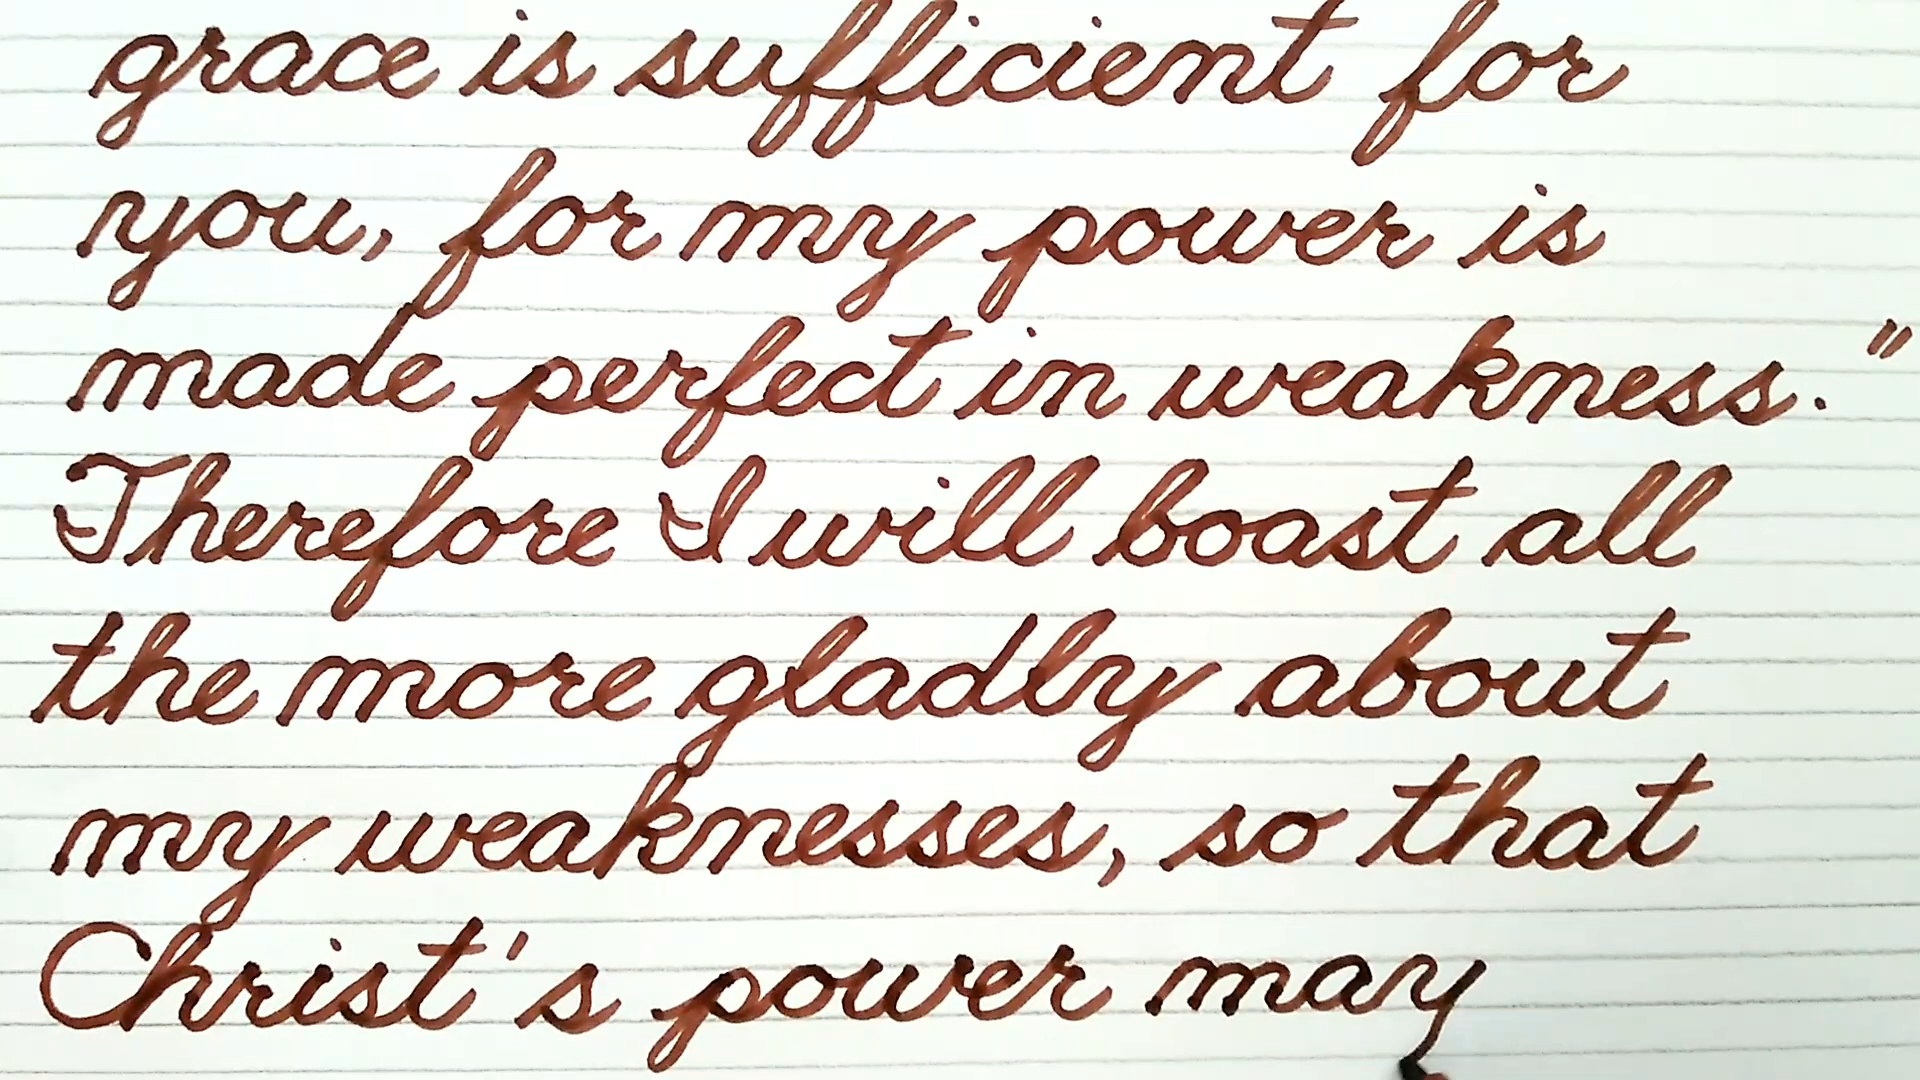 grace is sufficient for
you, for my power is
made perfect in weakness."
Therefore I will boast all
the more gladly about
my weaknesses, so that
Christ's power may